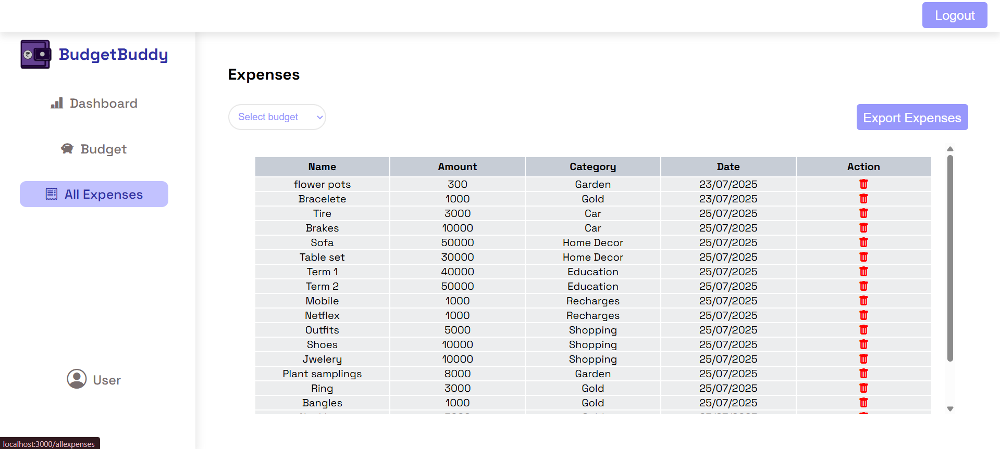 Logout
BudgetBuddy
Dashboard
Budget
All Expenses
User
Expenses
Select budget
Export Expenses
Name Amount Category Date Action
flower pots 300 Garden 23/07/2025
Bracelete 1000 Gold 23/07/2025
Tire 3000 Car 25/07/2025
Brakes 10000 Car 25/07/2025
Sofa 50000 Home Decor 25/07/2025
Table set 30000 Home Decor 25/07/2025
Term 1 40000 Education 25/07/2025
Term 2 50000 Education 25/07/2025
Mobile 1000 Recharges 25/07/2025
Netflex 1000 Recharges 25/07/2025
Outfits 5000 Shopping 25/07/2025
Shoes 10000 Shopping 25/07/2025
Jwelery 10000 Shopping 25/07/2025
Plant samplings 8000 Garden 25/07/2025
Ring 3000 Gold 25/07/2025
Bangles 1000 Gold 25/07/2025
localhost:3000/allexpenses